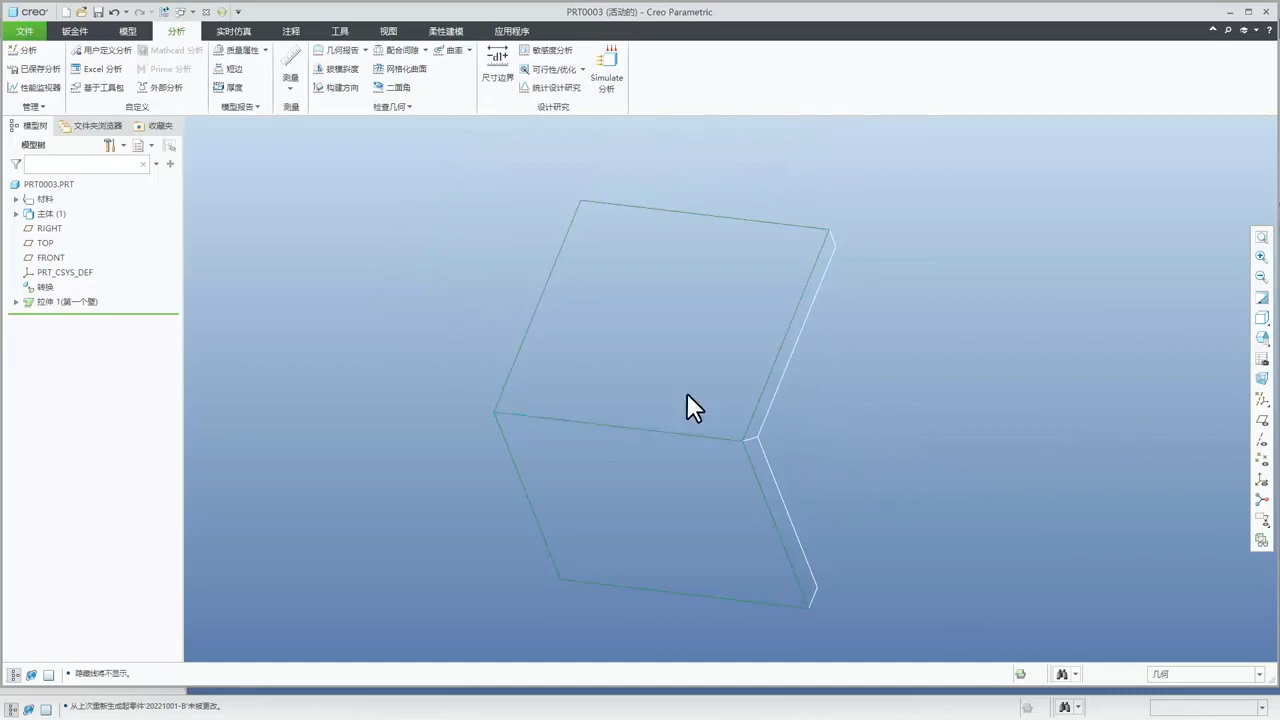 creo
PRT0003 (活动的) - Creo Parametric
文件 钣金件 模型 分析 实时仿真 注释 工具 视图 柔性建模 应用程序
分析 用户定义分析 Mathcad 分析 质量属性 几何报告 配合间隙 曲率 敏感度分析
已保存分析 Excel 分析 Prime 分析 短边 测量 拔模斜度 网格化曲面 尺寸边界 可行性/优化 Simulate 分析
性能监视器 基于工具包 外部分析 厚度 构建方向 二面角 统计设计研究
管理 自定义 模型报告 测量 检查几何 设计研究
模型树 文件夹浏览器 收藏夹
模型树
PRT0003.PRT
材料
主体 (1)
RIGHT
TOP
FRONT
PRT_CSYS_DEF
转换
拉伸 1(第一个壁)
隐藏线将不显示。
几何
从上次重新生成起零件'20221001-B'未被更改。